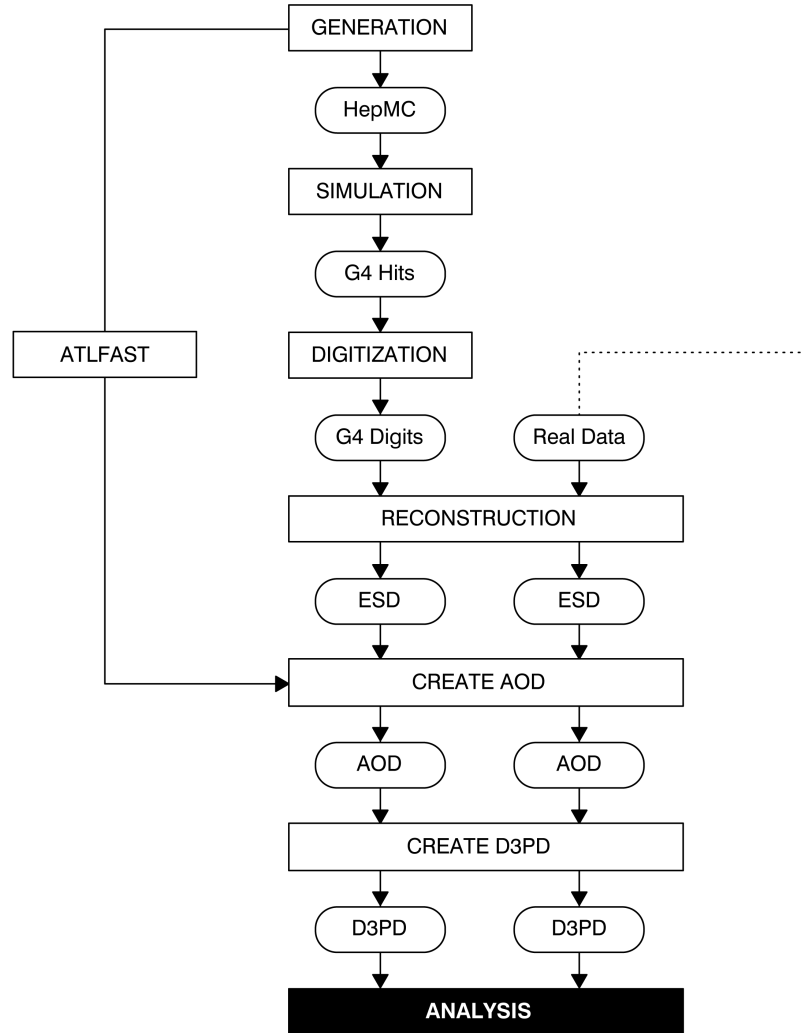 GENERATION
HepMC
SIMULATION
G4 Hits
ATLFAST
DIGITIZATION
G4 Digits
Real Data
RECONSTRUCTION
ESD
ESD
CREATE AOD
AOD
AOD
CREATE D3PD
D3PD
D3PD
ANALYSIS